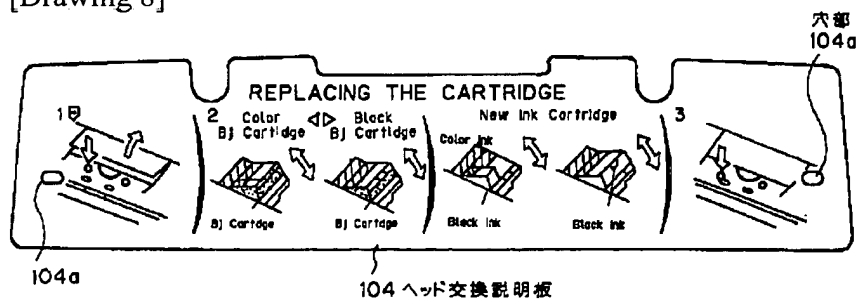 [Drawing 8]
穴部
104a
REPLACING THE CARTRIDGE
1
2
Color ◁▷ Black
BJ Cartridge BJ Cartridge
New Ink Cartridge
3
Color Ink
BJ Cartdge
BJ Cartdge
Black Ink
Black Ink
104a
104 ヘッド交換説明板